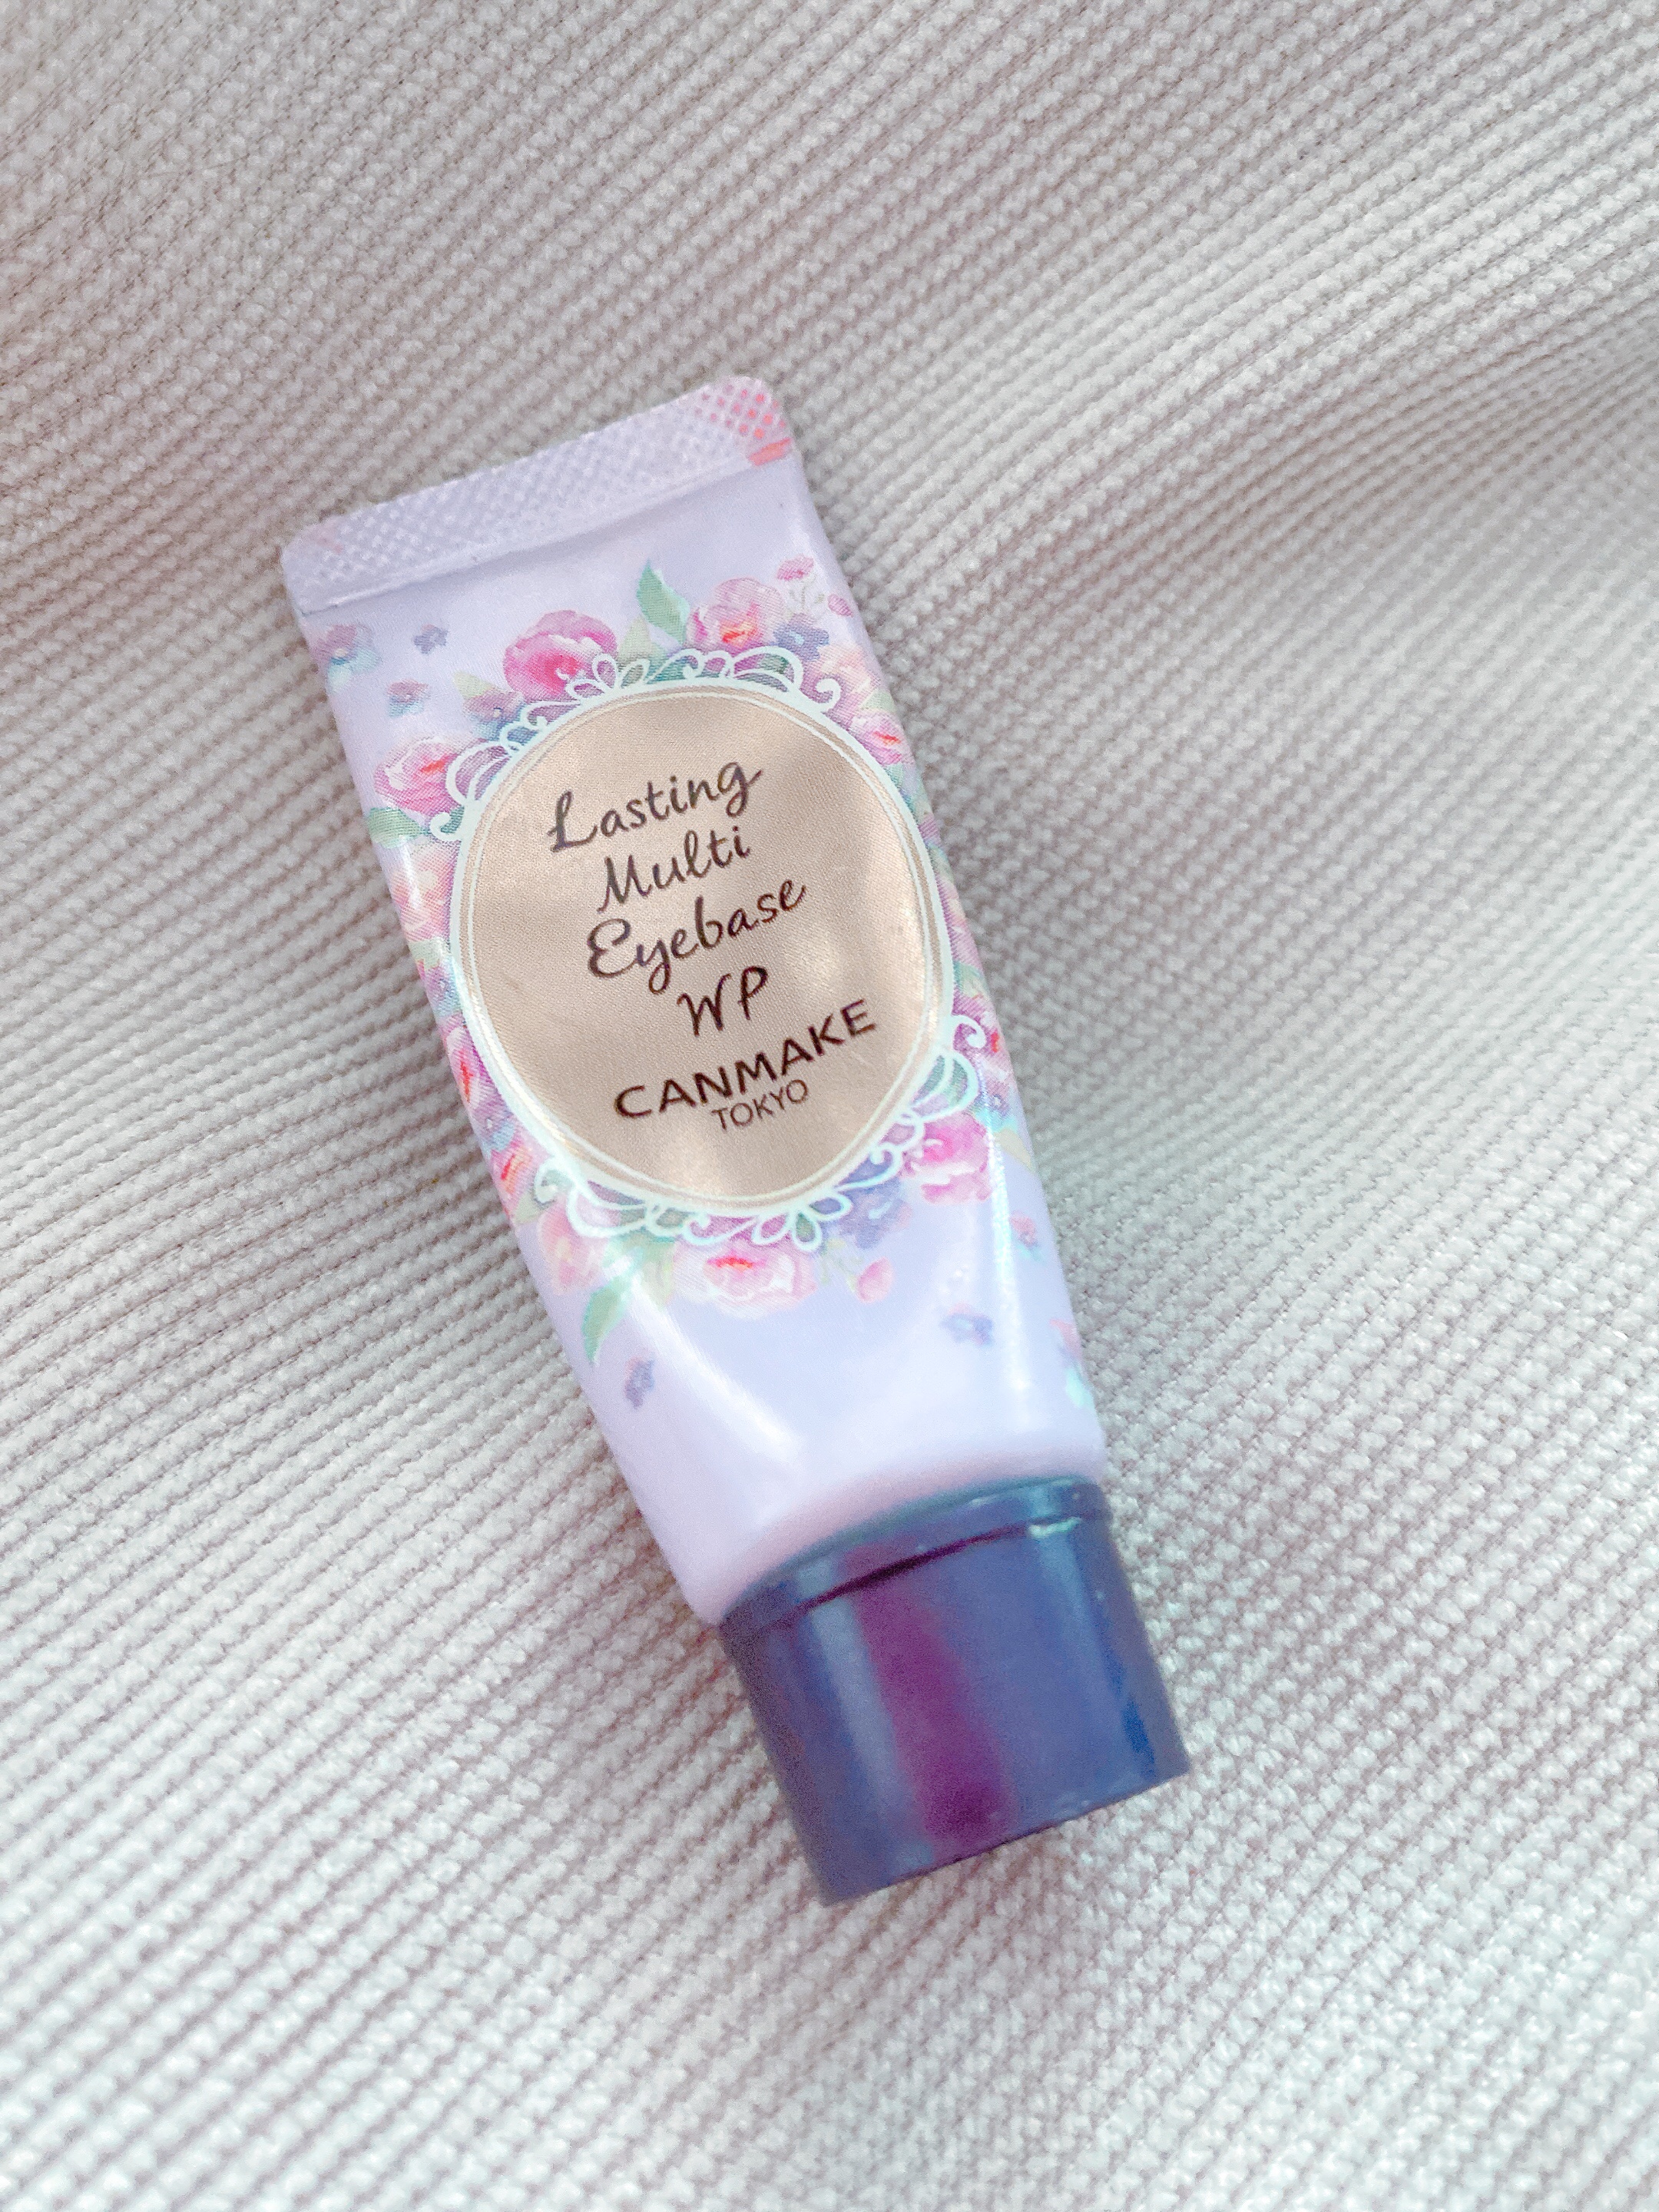 Lasting
Multi
Eyebase
WP
CANMAKE
TOKYO